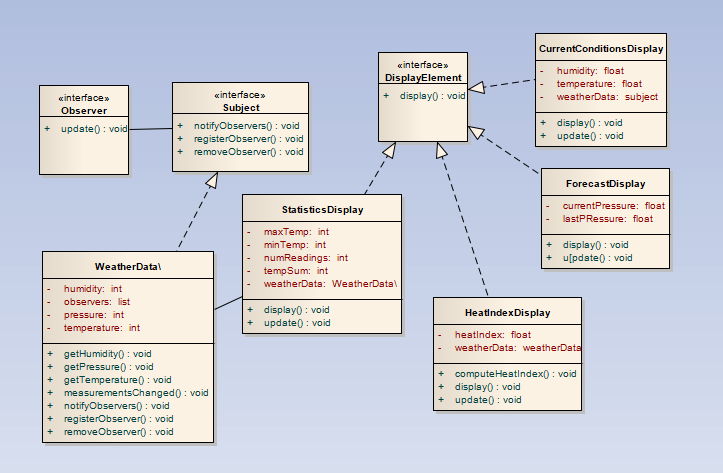 «interface»
Observer
+ update() : void
«interface»
Subject
+ notifyObservers() : void
+ registerObserver() : void
+ removeObserver() : void
«interface»
DisplayElement
+ display() : void
CurrentConditionsDisplay
- humidity: float
- temperature: float
- weatherData: subject
+ display() : void
+ update() : void
ForecastDisplay
- currentPressure: float
- lastPRessure: float
+ display() : void
+ u[pdate() : void
StatisticsDisplay
- maxTemp: int
- minTemp: int
- numReadings: int
- tempSum: int
- weatherData: WeatherData\
+ display() : void
+ update() : void
WeatherData\
- humidity: int
- observers: list
- pressure: int
- temperature: int
+ getHumidity() : void
+ getPressure() : void
+ getTemperature() : void
+ measurementsChanged() : void
+ notifyObservers() : void
+ registerObserver() : void
+ removeObserver() : void
HeatIndexDisplay
- heatIndex: float
- weatherData: weatherData
+ computeHeatIndex() : void
+ display() : void
+ update() : void